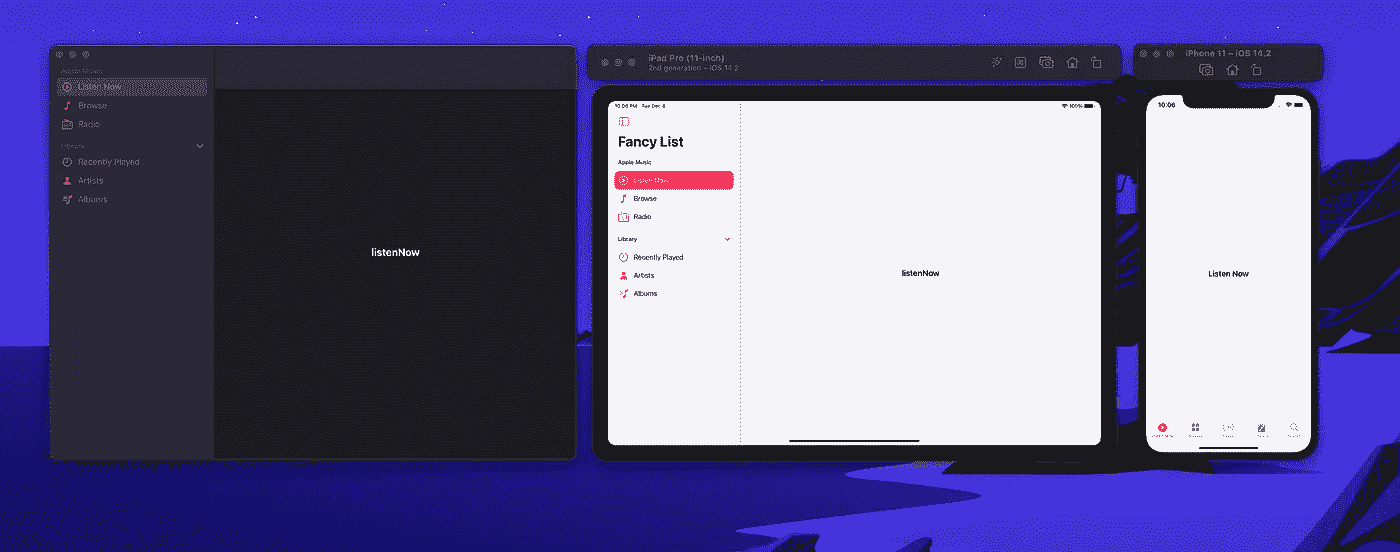 Apple Music
Listen Now
Browse
Radio
Library
Recently Played
Artists
Albums
listenNow
iPad Pro (11-inch)
2nd generation – iOS 14.2
10:06 PM Tue Dec 8
100%
Fancy List
Apple Music
Listen Now
Browse
Radio
Library
Recently Played
Artists
Albums
listenNow
iPhone 11 – iOS 14.2
10:06
Listen Now